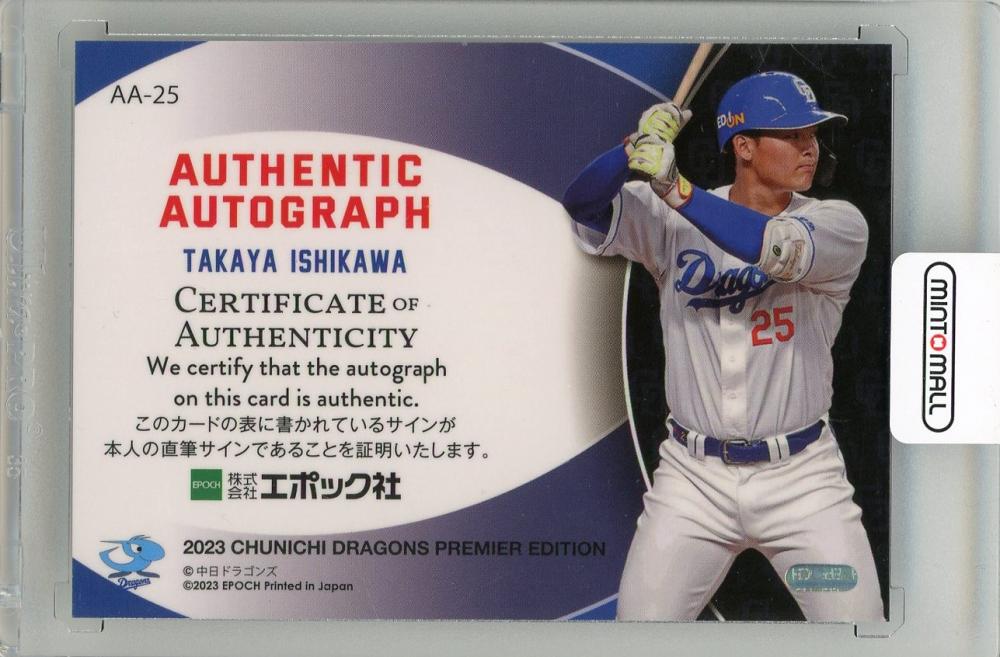 AA-25
AUTHENTIC
AUTOGRAPH
TAKAYA ISHIKAWA
CERTIFICATE OF
AUTHENTICITY
We certify that the autograph
on this card is authentic.
このカードの表に書かれているサインが
本人の直筆サインであることを証明いたします。
EPOCH 株式会社 エポック社
Dragons
2023 CHUNICHI DRAGONS PREMIER EDITION
© 中日ドラゴンズ
©2023 EPOCH Printed in Japan
EDION
Dragons
25
MINTOMALL